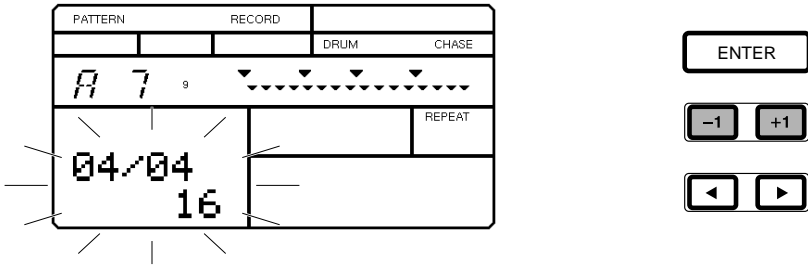 PATTERN RECORD
DRUM CHASE
A 7 9
REPEAT
04/04
16
ENTER
−1 +1